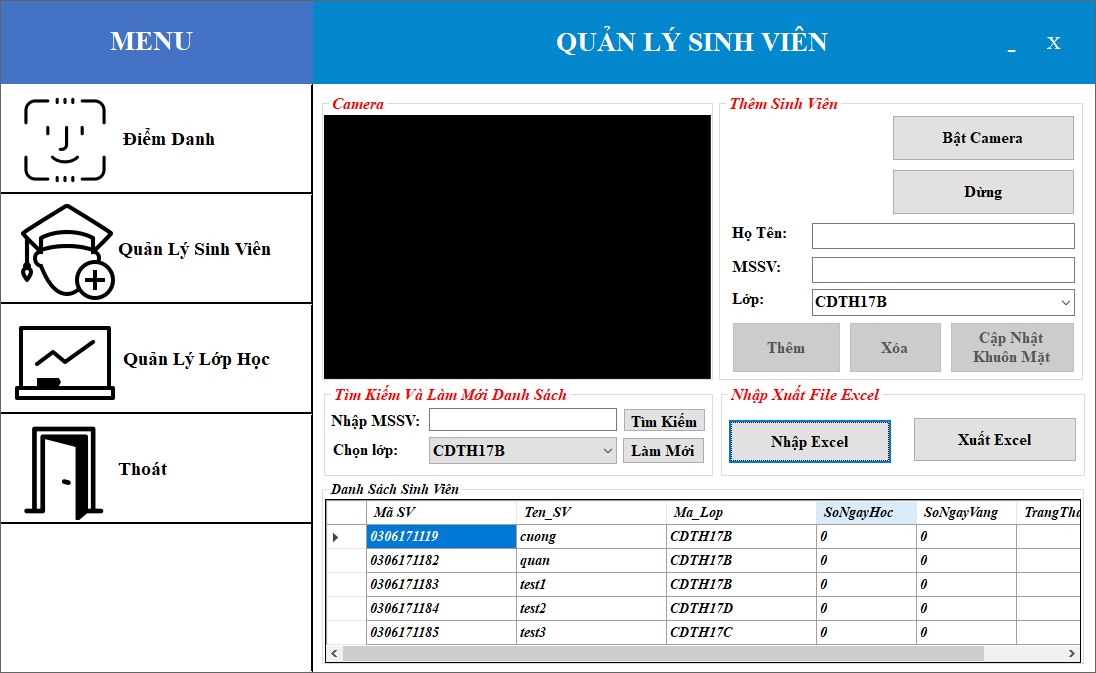 MENU
QUẢN LÝ SINH VIÊN
_ X
Điểm Danh
Quản Lý Sinh Viên
Quản Lý Lớp Học
Thoát
Camera
Thêm Sinh Viên
Bật Camera
Dừng
Họ Tên:
MSSV:
Lớp: CDTH17B
Thêm Xóa Cập Nhật
Khuôn Mặt
Tìm Kiếm Và Làm Mới Danh Sách
Nhập MSSV: Tìm Kiếm
Chọn lớp: CDTH17B Làm Mới
Nhập Xuất File Excel
Nhập Excel Xuất Excel
Danh Sách Sinh Viên
Mã SV Ten_SV Ma_Lop SoNgayHoc SoNgayVang TrangTha
0306171119 cuong CDTH17B 0 0
0306171182 quan CDTH17B 0 0
0306171183 test1 CDTH17B 0 0
0306171184 test2 CDTH17D 0 0
0306171185 test3 CDTH17C 0 0